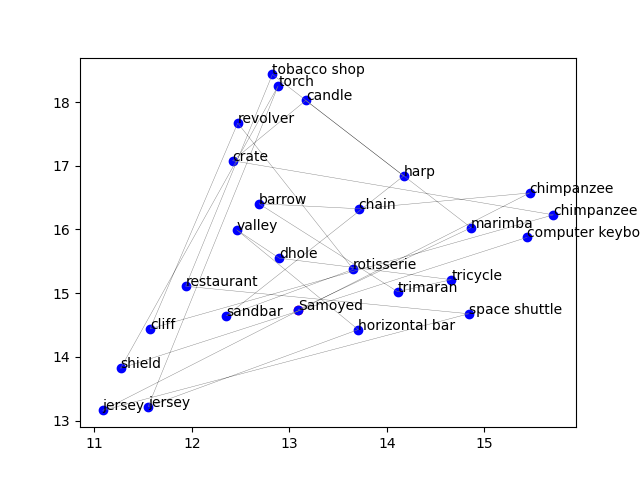 tobacco shop
torch
candle
revolver
crate
harp
chimpanzee
barrow
chain
chimpanzee
valley
marimba
computer keybo
dhole
rotisserie
tricycle
restaurant
trimaran
sandbar
Samoyed
space shuttle
cliff
horizontal bar
shield
jersey
jersey
18
17
16
15
14
13
11
12
13
14
15